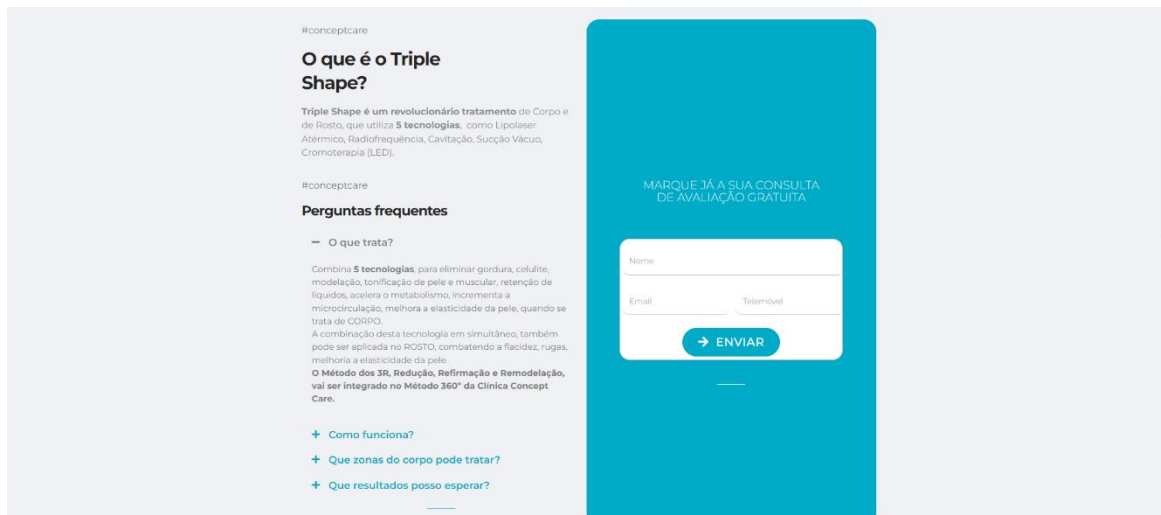 #conceptcare
O que é o Triple
Shape?
Triple Shape é um revolucionário tratamento de Corpo e
de Rosto, que utiliza 5 tecnologias, como Lipolaser
Atérmico, Radiofrequência, Cavitação, Sucção Vácuo,
Cromoterapia (LED).
#conceptcare
Perguntas frequentes
− O que trata?
Combina 5 tecnologias, para eliminar gordura, celulite,
modelação, tonificação de pele e muscular, retenção de
líquidos, acelera o metabolismo, incrementa a
microcirculação, melhora a elasticidade da pele, quando se
trata de CORPO.
A combinação desta tecnologia em simultâneo, também
pode ser aplicada no ROSTO, combatendo a flacidez, rugas,
melhoria a elasticidade da pele.
O Método dos 3R, Redução, Refirmação e Remodelação,
vai ser integrado no Método 360º da Clínica Concept
Care.
+ Como funciona?
+ Que zonas do corpo pode tratar?
+ Que resultados posso esperar?
MARQUE JÁ A SUA CONSULTA
DE AVALIAÇÃO GRATUITA
Nome
Email Telemóvel
→ ENVIAR